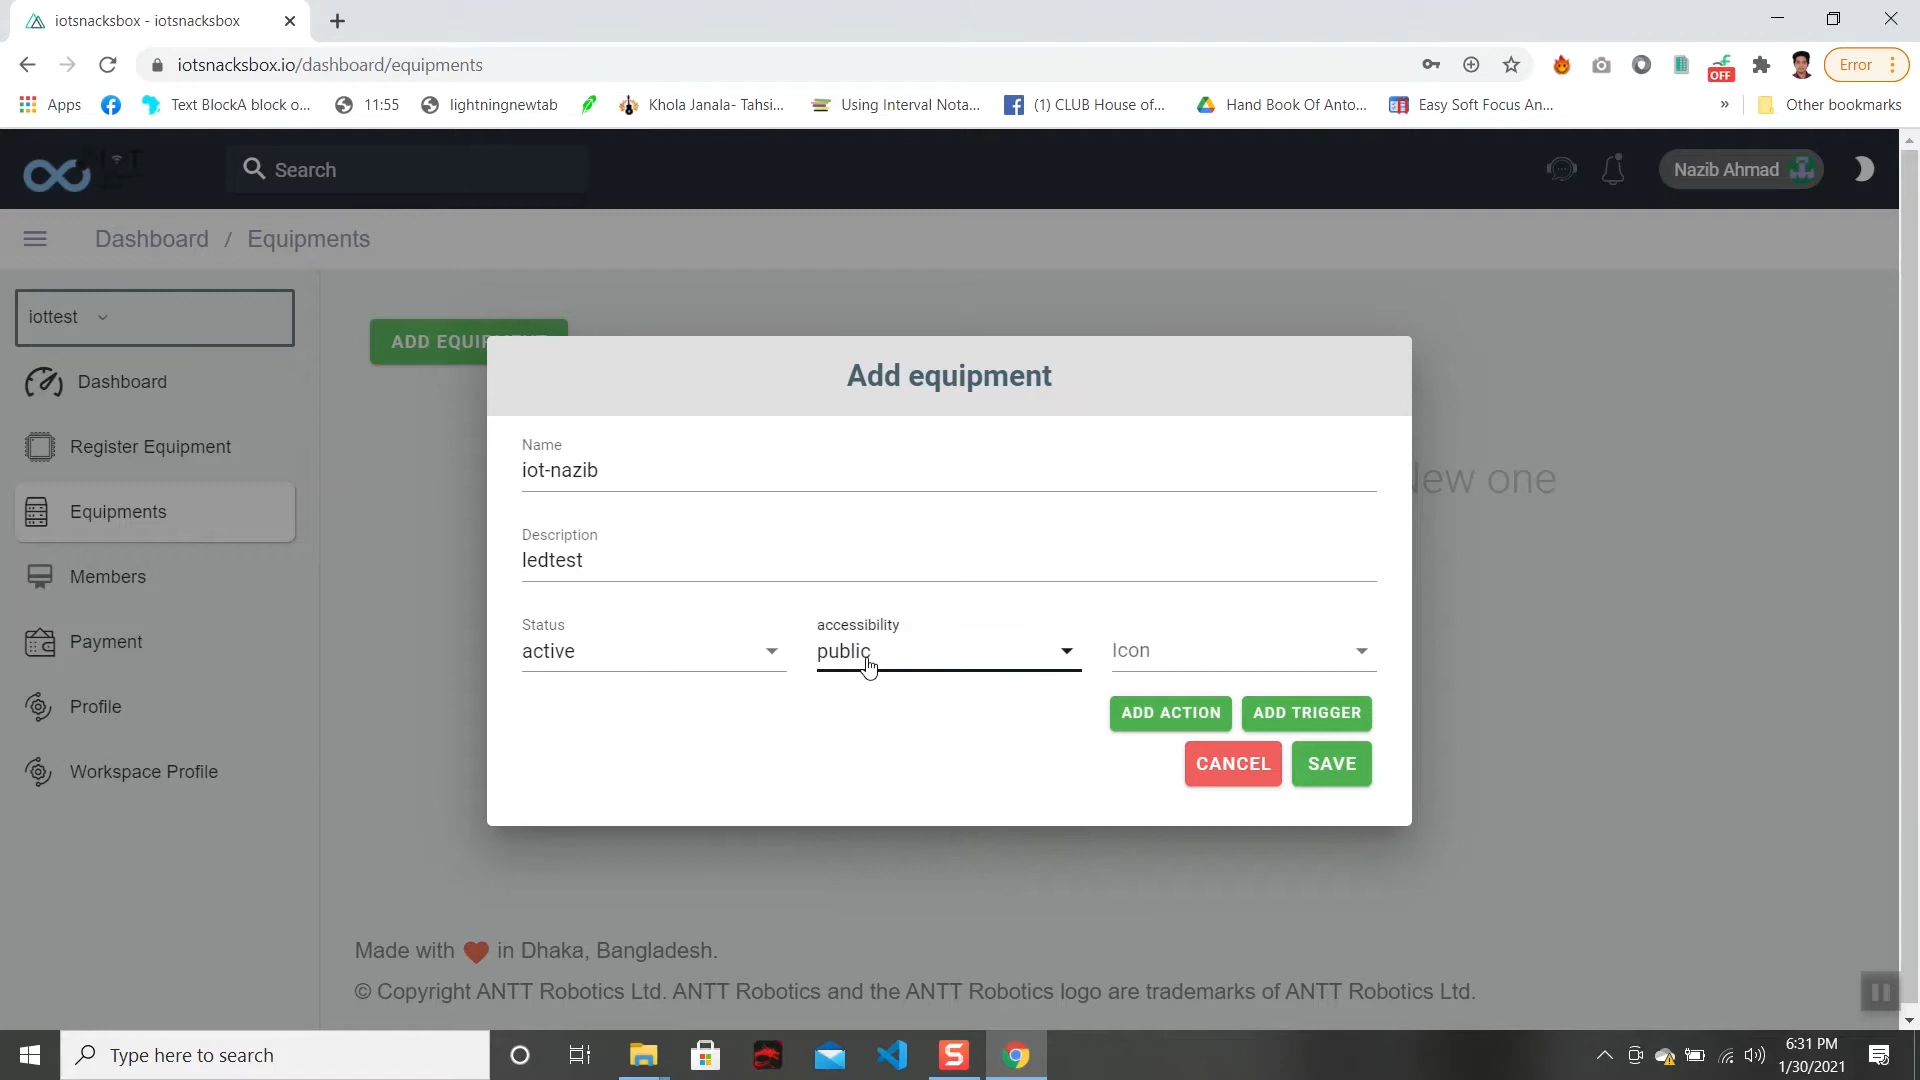 iotsnacksbox - iotsnacksbox
iotsnacksbox.io/dashboard/equipments
OFF
Error
Apps
Text BlockA block o...
11:55
lightningnewtab
Khola Janala- Tahsi...
Using Interval Nota...
(1) CLUB House of...
Hand Book Of Anto...
Easy Soft Focus An...
»
Other bookmarks
Search
Nazib Ahmad
Dashboard / Equipments
iottest
ADD EQUIPMENT
Add equipment
Dashboard
Name
Register Equipment
iot-nazib
New one
Equipments
Description
ledtest
Members
Status
accessibility
active
public
Icon
Payment
Profile
ADD ACTION
ADD TRIGGER
Workspace Profile
CANCEL
SAVE
Made with ❤ in Dhaka, Bangladesh.
© Copyright ANTT Robotics Ltd. ANTT Robotics and the ANTT Robotics logo are trademarks of ANTT Robotics Ltd.
Type here to search
6:31 PM
1/30/2021